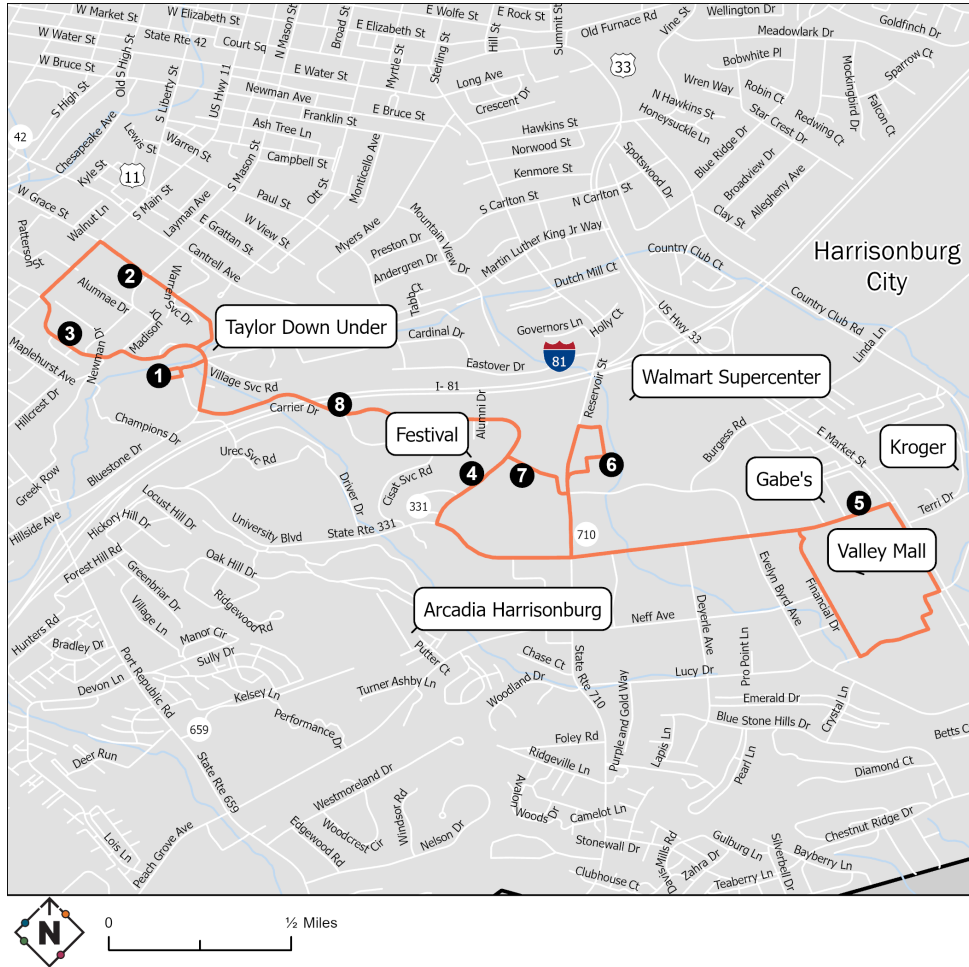 W Market St
W Elizabeth St
N Mason St
Broad St
E Wolfe St
E Rock St
Summit St
Old Furnace Rd
Vine St
Wellington Dr
Goldfinch Dr
W Water St
State Rte 42
Court Sq
E Elizabeth St
Hill St
Meadowlark Dr
Old S High St
Sterling St
Bobwhite Pl
Sparrow Ct
W Bruce St
E Water St
Myrtle St
33
Mockingbird Dr
S High St
S Liberty St
US Hwy 11
Newman Ave
Long Ave
Wren Way
Robin Ct
Crescent Dr
Falcon Ct
Franklin St
E Bruce St
N Hawkins St
Star Crest Dr
Redwing Ct
42
Chesapeake Ave
Lewis St
Ash Tree Ln
Hawkins St
Honeysuckle Ln
Warren St
Norwood St
Blue Ridge Dr
Kyle St
Campbell St
Monticello Ave
Kenmore St
Spotswood Dr
Broadview Dr
11
S Mason St
Ott St
Allegheny Ave
W Grace St
S Main St
Paul St
S Carlton St
N Carlton St
Clay St
Walnut Ln
Layman Ave
W View St
Mountain View Dr
E Grattan St
Myers Ave
Martin Luther King Jr Way
Patterson St
Preston Dr
Country Club Ct
Harrisonburg
City
Cantrell Ave
Andergren Dr
2
Warren Svc Dr
Dutch Mill Ct
Alumnae Dr
Tabb Ct
Country Club Rd
Madison Dr
Taylor Down Under
Cardinal Dr
Governors Ln
Holly Ct
US Hwy 33
3
Linda Ln
Newman Dr
Maplehurst Ave
Eastover Dr
81
1
Village Svc Rd
I- 81
Reservoir St
Walmart Supercenter
Hillcrest Dr
8
Carrier Dr
Alumni Dr
Champions Dr
Festival
Burgess Rd
E Market St
Kroger
Bluestone Dr
Urec Svc Rd
4
7
6
Greek Row
Cisat Svc Rd
Gabe's
Driver Dr
5
Terri Dr
Locust Hill Dr
331
Hillside Ave
Hickory Hill Dr
University Blvd
State Rte 331
710
Valley Mall
Forest Hill Rd
Oak Hill Dr
Evelyn Byrd Ave
Financial Dr
Greenbriar Dr
Ridgewood Rd
Arcadia Harrisonburg
Village Ln
Neff Ave
Deyerle Ave
Hunters Rd
Manor Cir
Bradley Dr
Sully Dr
Putter Ct
Chase Ct
Pro Point Ln
Port Republic Rd
State Rte 710
Devon Ln
Turner Ashby Ln
Lucy Dr
Kelsey Ln
Woodland Dr
Purple and Gold Way
Emerald Dr
Crystal Ln
Performance Dr
Blue Stone Hills Dr
659
Foley Rd
Lapis Ln
Betts C
Deer Run
Ridgeville Ln
Pearl Ln
Diamond Ct
State Rte 659
Westmoreland Dr
Avalon Woods Dr
Camelot Ln
Windsor Rd
Chestnut Ridge Dr
Woodcrest Cir
Nelson Dr
Edgewood Rd
Stonewall Dr
Davis Mills Rd
Gulburg Ln
Silverbell Dr
Bayberry Ln
Lois Ln
Peach Grove Ave
Zahra Dr
Clubhouse Ct
Teaberry Ln
N
0
½ Miles